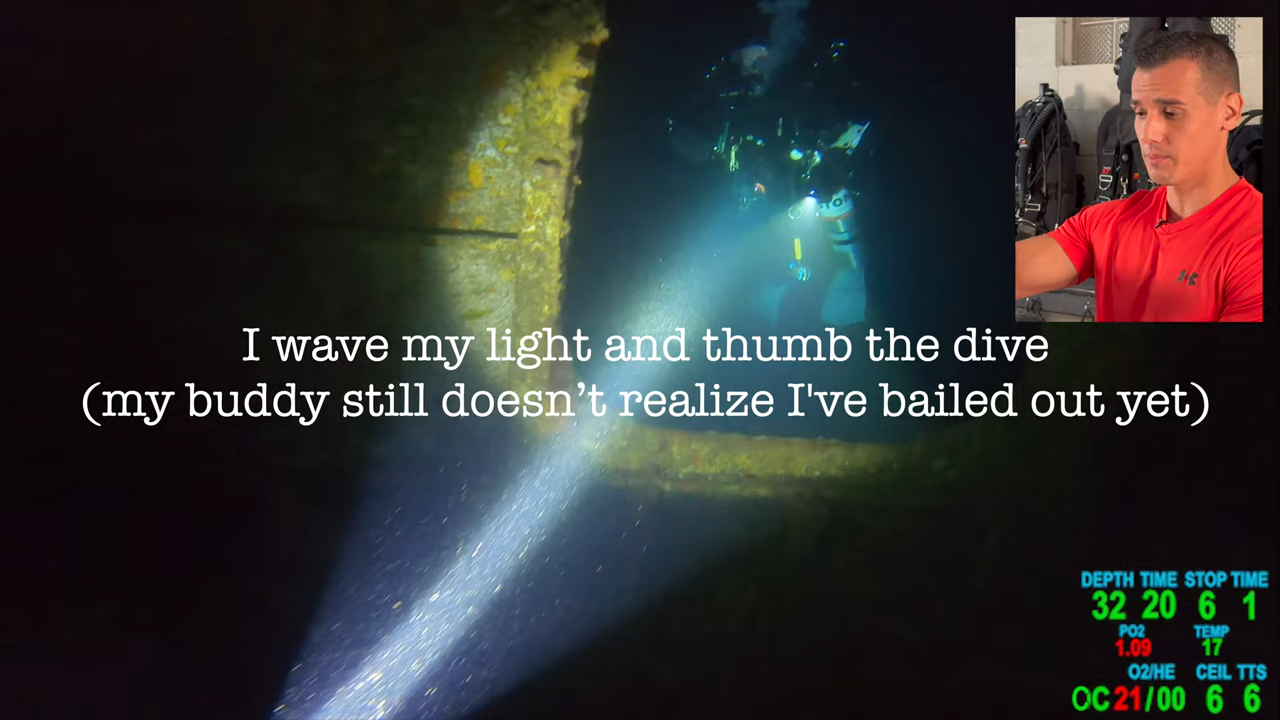 I wave my light and thumb the dive
(my buddy still doesn’t realize I've bailed out yet)
DEPTH TIME STOP TIME
32 20 6 1
PO2 TEMP
1.09 17
O2/HE CEIL TTS
OC 21/00 6 6